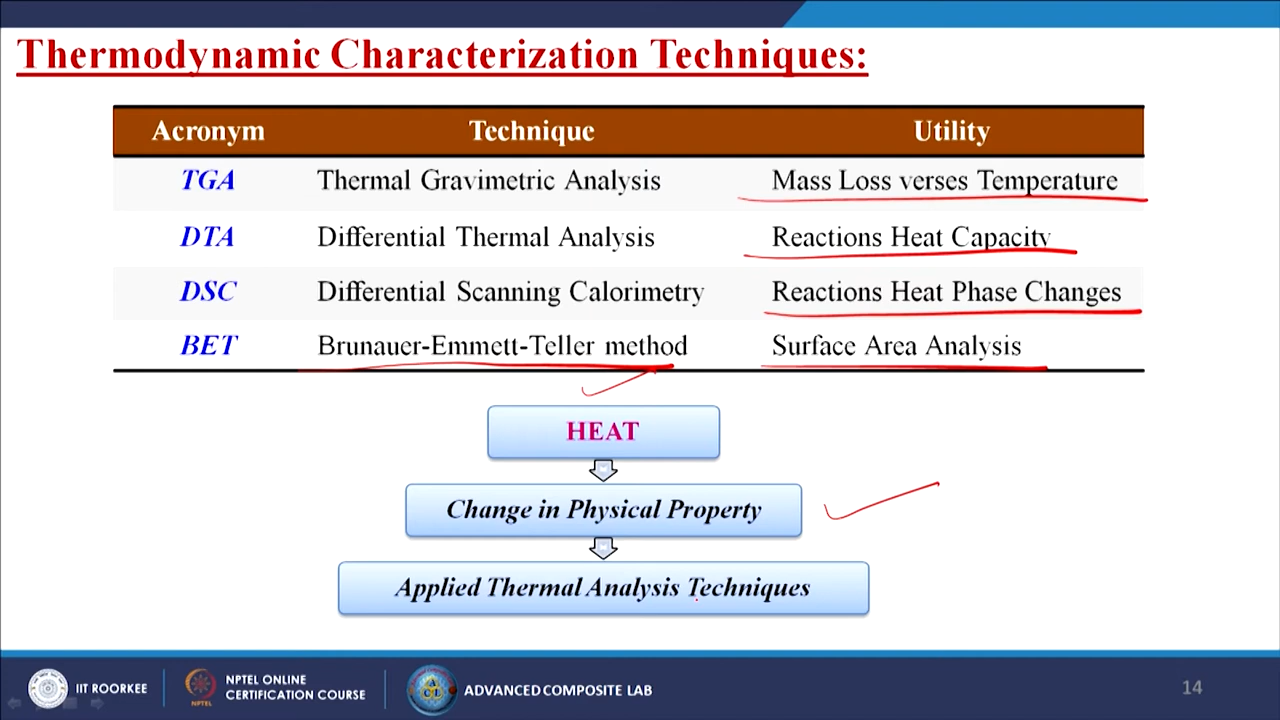 Thermodynamic Characterization Techniques:
Acronym Technique Utility
TGA Thermal Gravimetric Analysis Mass Loss verses Temperature
DTA Differential Thermal Analysis Reactions Heat Capacity
DSC Differential Scanning Calorimetry Reactions Heat Phase Changes
BET Brunauer-Emmett-Teller method Surface Area Analysis
HEAT
Change in Physical Property
Applied Thermal Analysis Techniques
IIT ROORKEE
NPTEL ONLINE
CERTIFICATION COURSE
NPTEL
ADVANCED COMPOSITE LAB
14